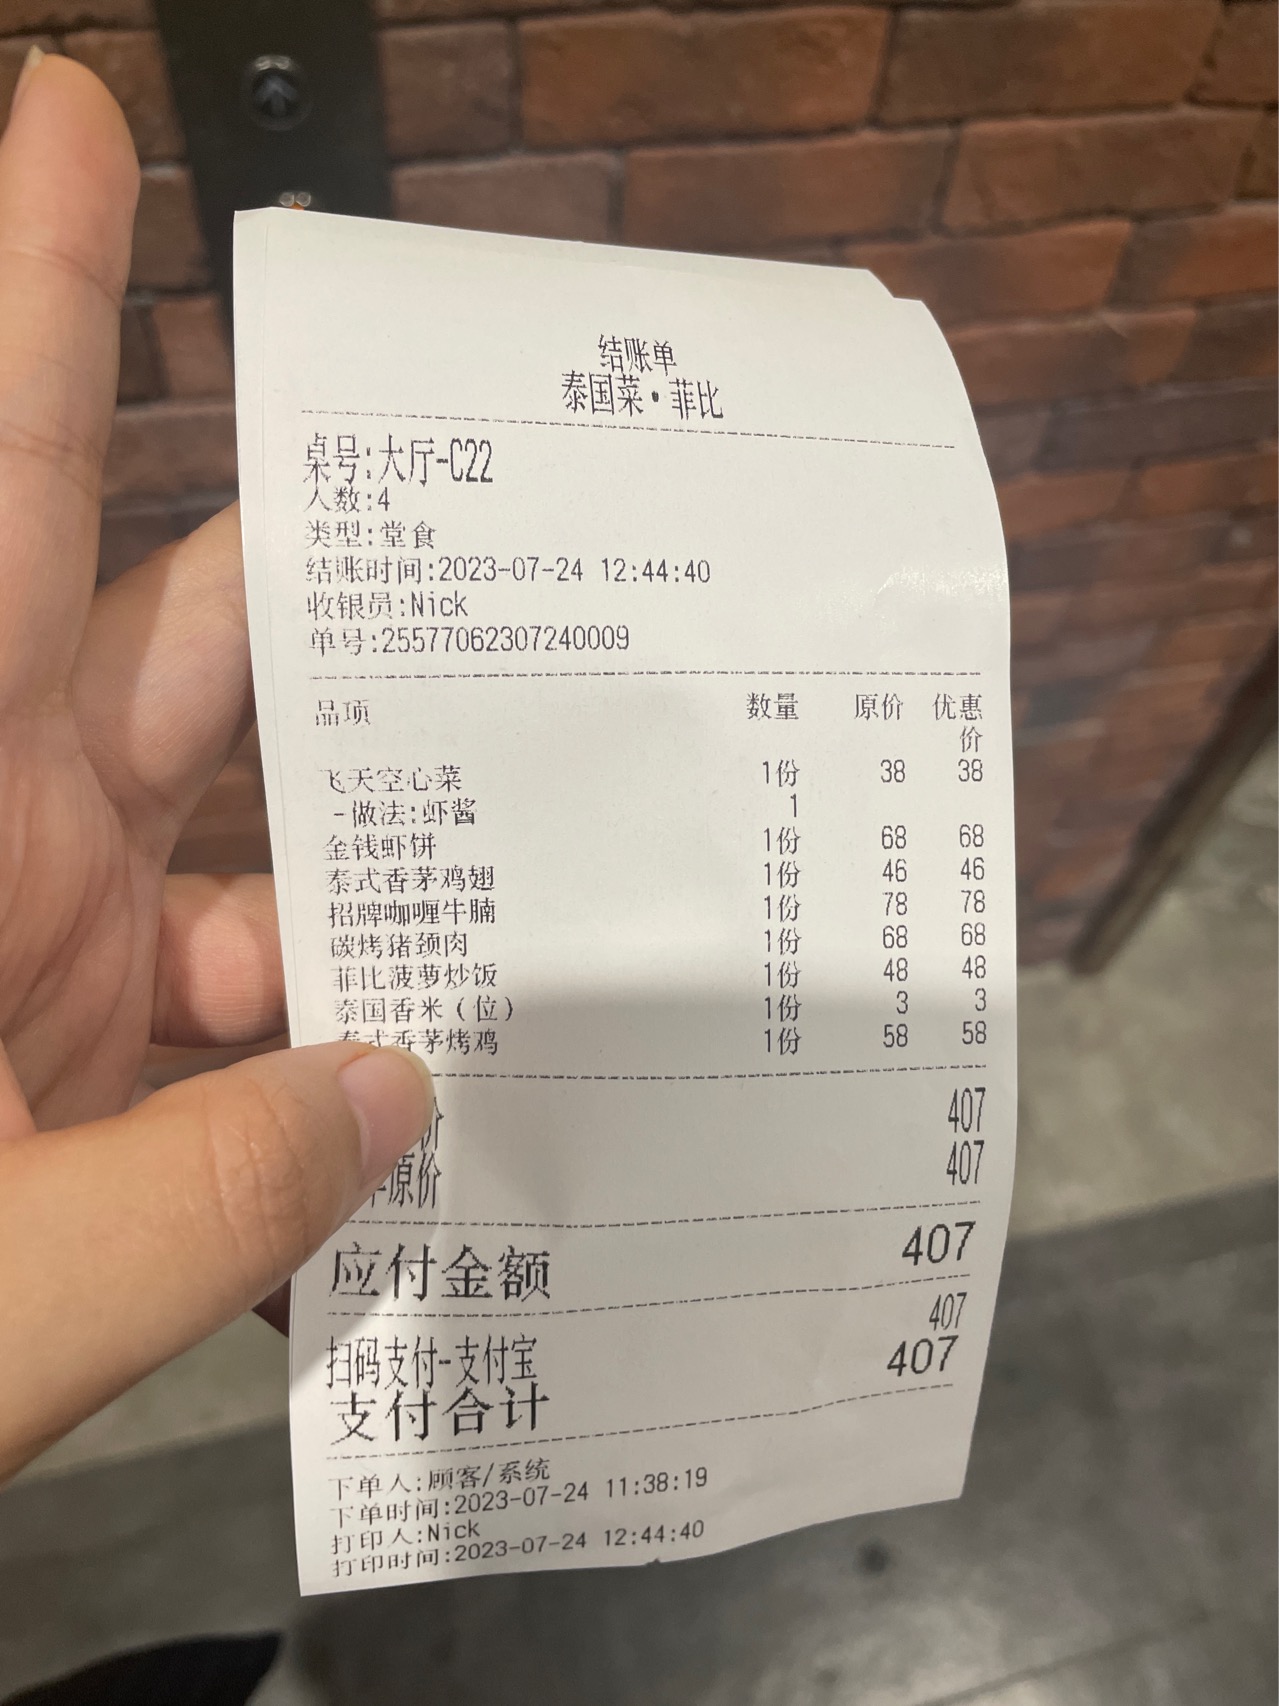 结账单
泰国菜·菲比
桌号:大厅-C22
人数:4
类型:堂食
结账时间:2023-07-24 12:44:40
收银员:Nick
单号:25577062307240009
品项 数量 原价 优惠价
飞天空心菜 1份 38 38
-做法:虾酱 1
金钱虾饼 1份 68 68
泰式香茅鸡翅 1份 46 46
招牌咖喱牛腩 1份 78 78
碳烤猪颈肉 1份 68 68
菲比菠萝炒饭 1份 48 48
泰国香米(位) 1份 3 3
泰式香茅烤鸡 1份 58 58
价 407
原价 407
应付金额 407
扫码支付-支付宝 407
支付合计 407
下单人:顾客/系统
下单时间:2023-07-24 11:38:19
打印人:Nick
打印时间:2023-07-24 12:44:40